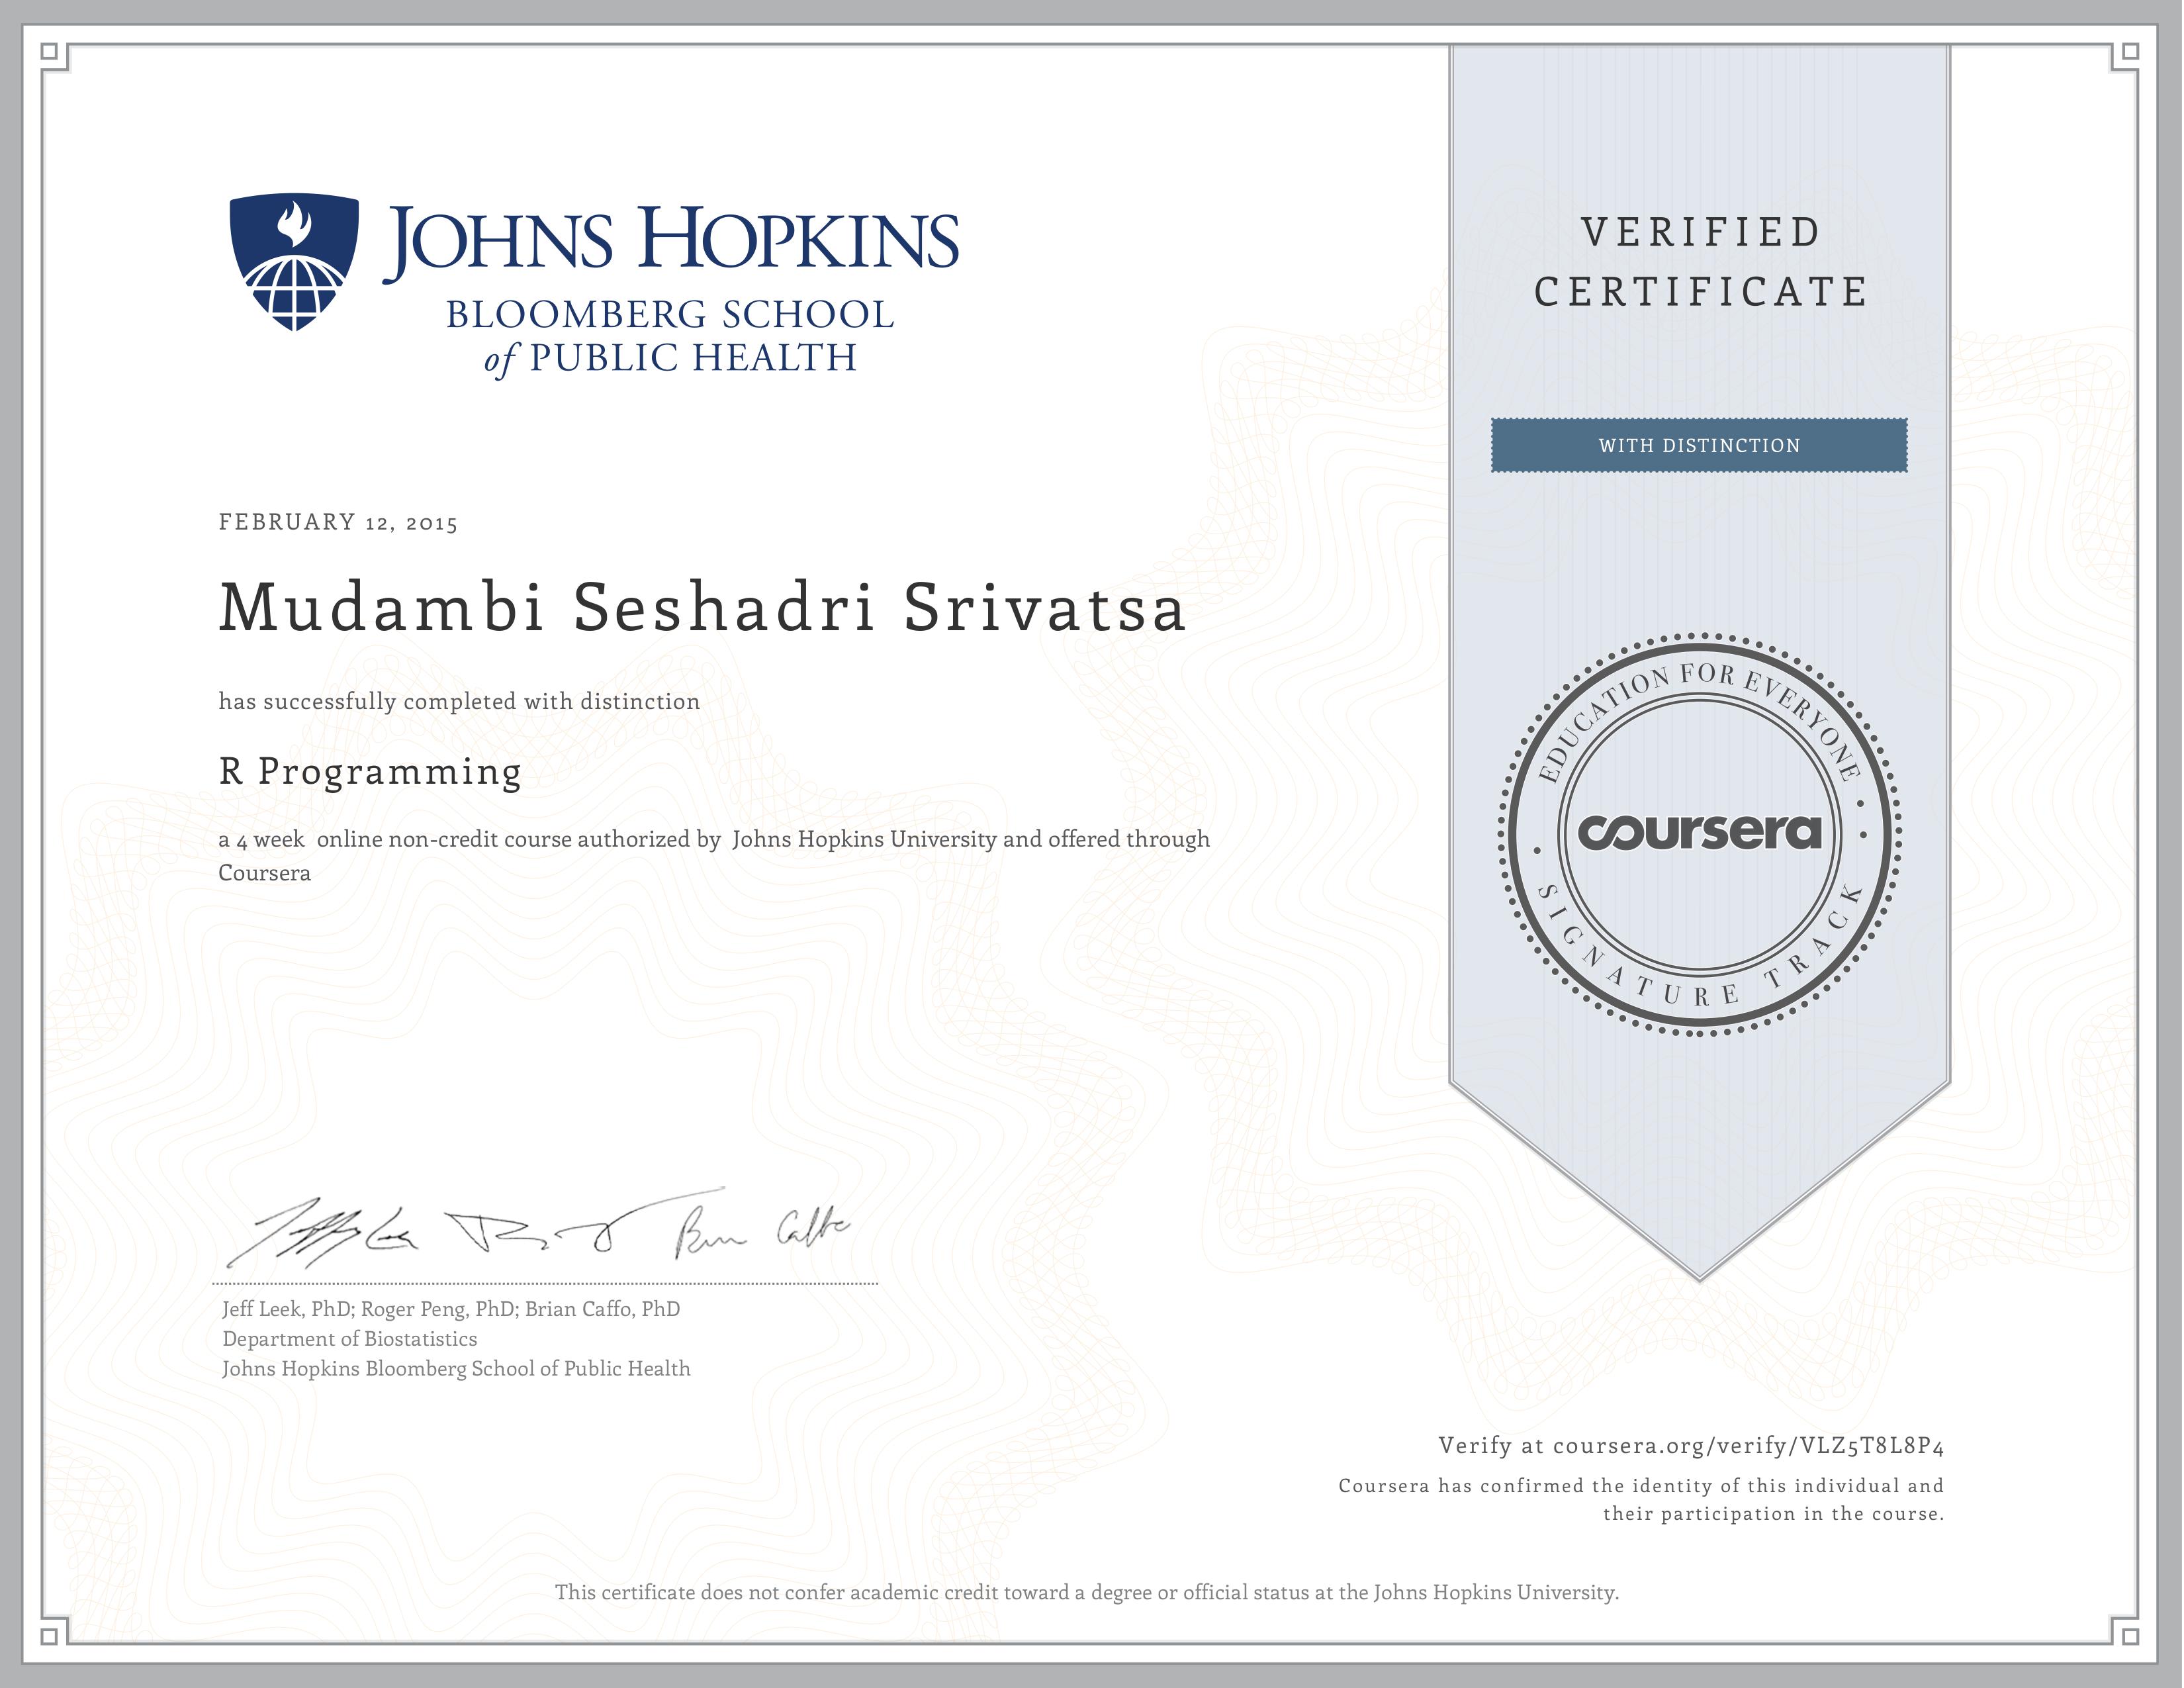 JOHNS HOPKINS
BLOOMBERG SCHOOL
of PUBLIC HEALTH
VERIFIED
CERTIFICATE
WITH DISTINCTION
FEBRUARY 12, 2015
Mudambi Seshadri Srivatsa
has successfully completed with distinction
R Programming
a 4 week online non-credit course authorized by Johns Hopkins University and offered through
Coursera
EDUCATION FOR EVERYONE
coursera
SIGNATURE TRACK
Jeff Leek, PhD; Roger Peng, PhD; Brian Caffo, PhD
Department of Biostatistics
Johns Hopkins Bloomberg School of Public Health
Verify at coursera.org/verify/VLZ5T8L8P4
Coursera has confirmed the identity of this individual and
their participation in the course.
This certificate does not confer academic credit toward a degree or official status at the Johns Hopkins University.